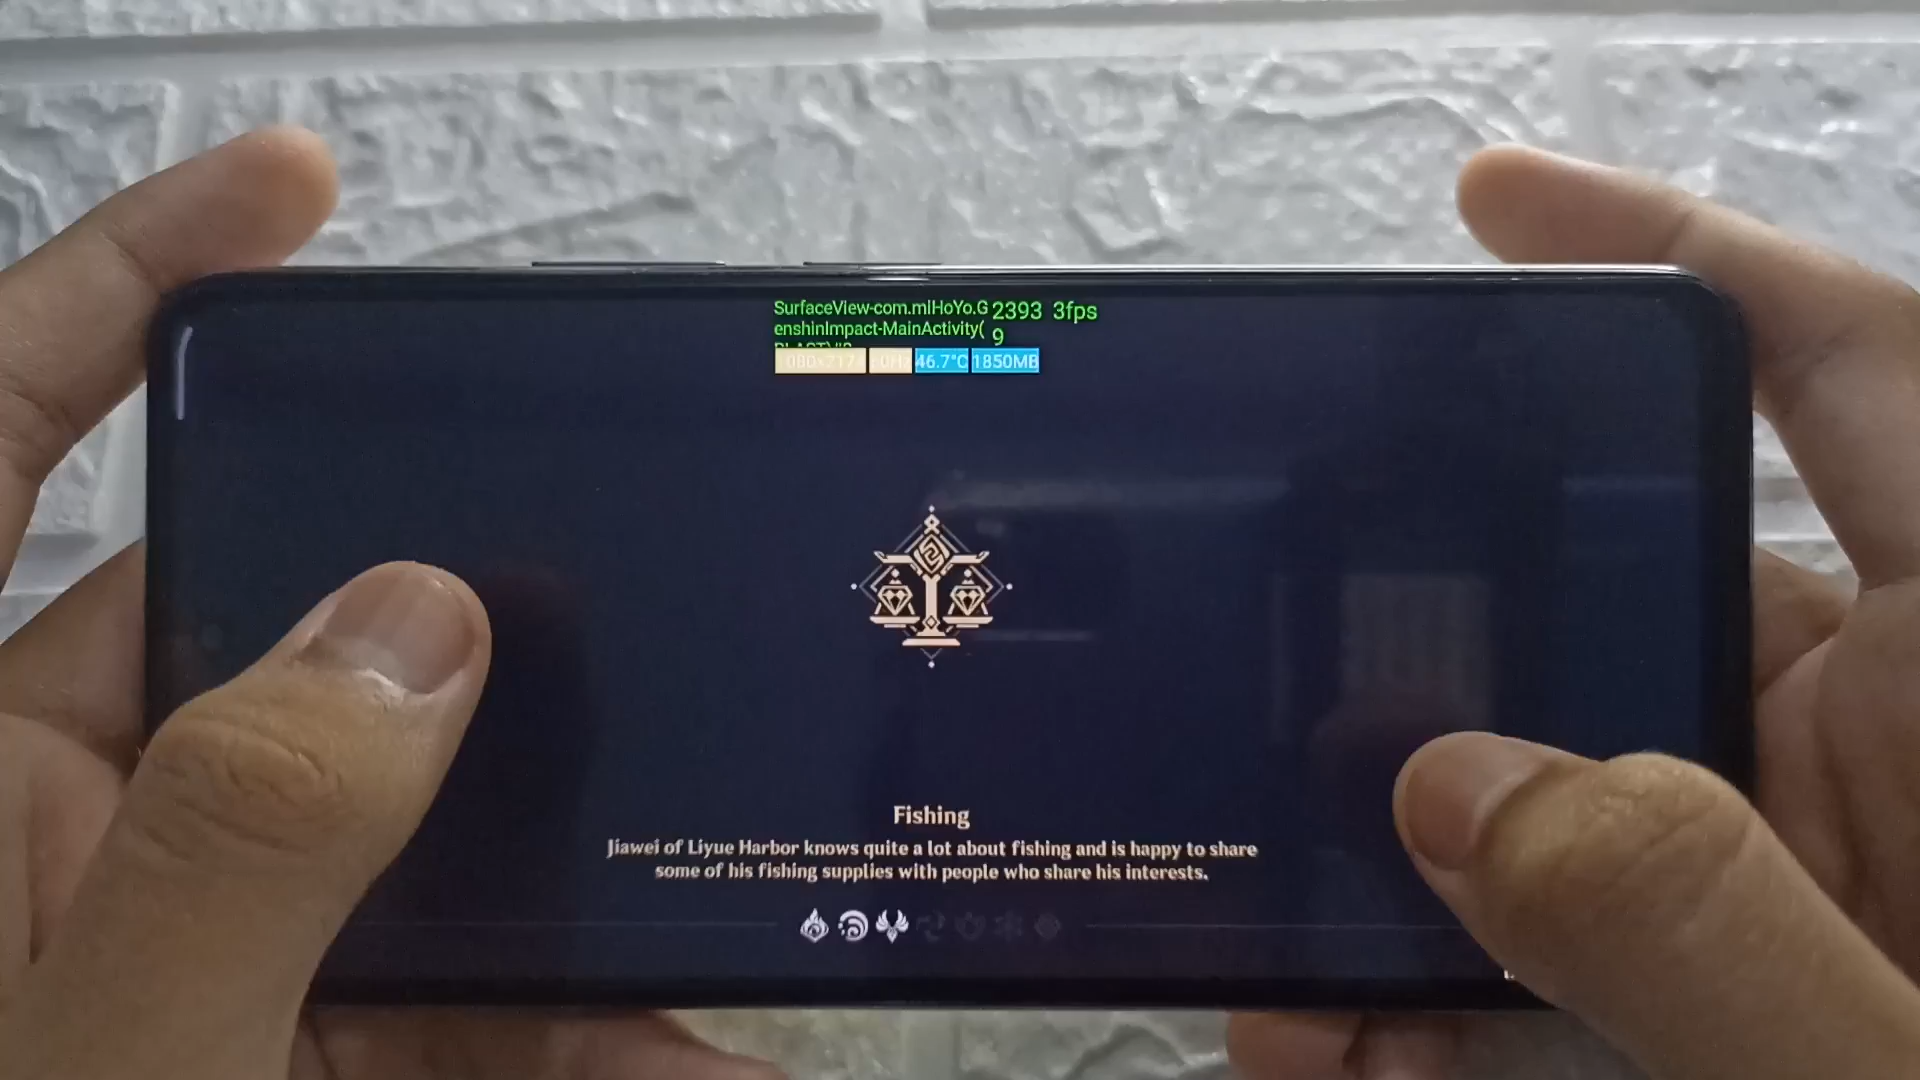 SurfaceView-com.miHoYo.G 2393 3fps
enshinImpact-MainActivity( 9
46.7°C 1850MB
Fishing
Jiawei of Liyue Harbor knows quite a lot about fishing and is happy to share
some of his fishing supplies with people who share his interests.